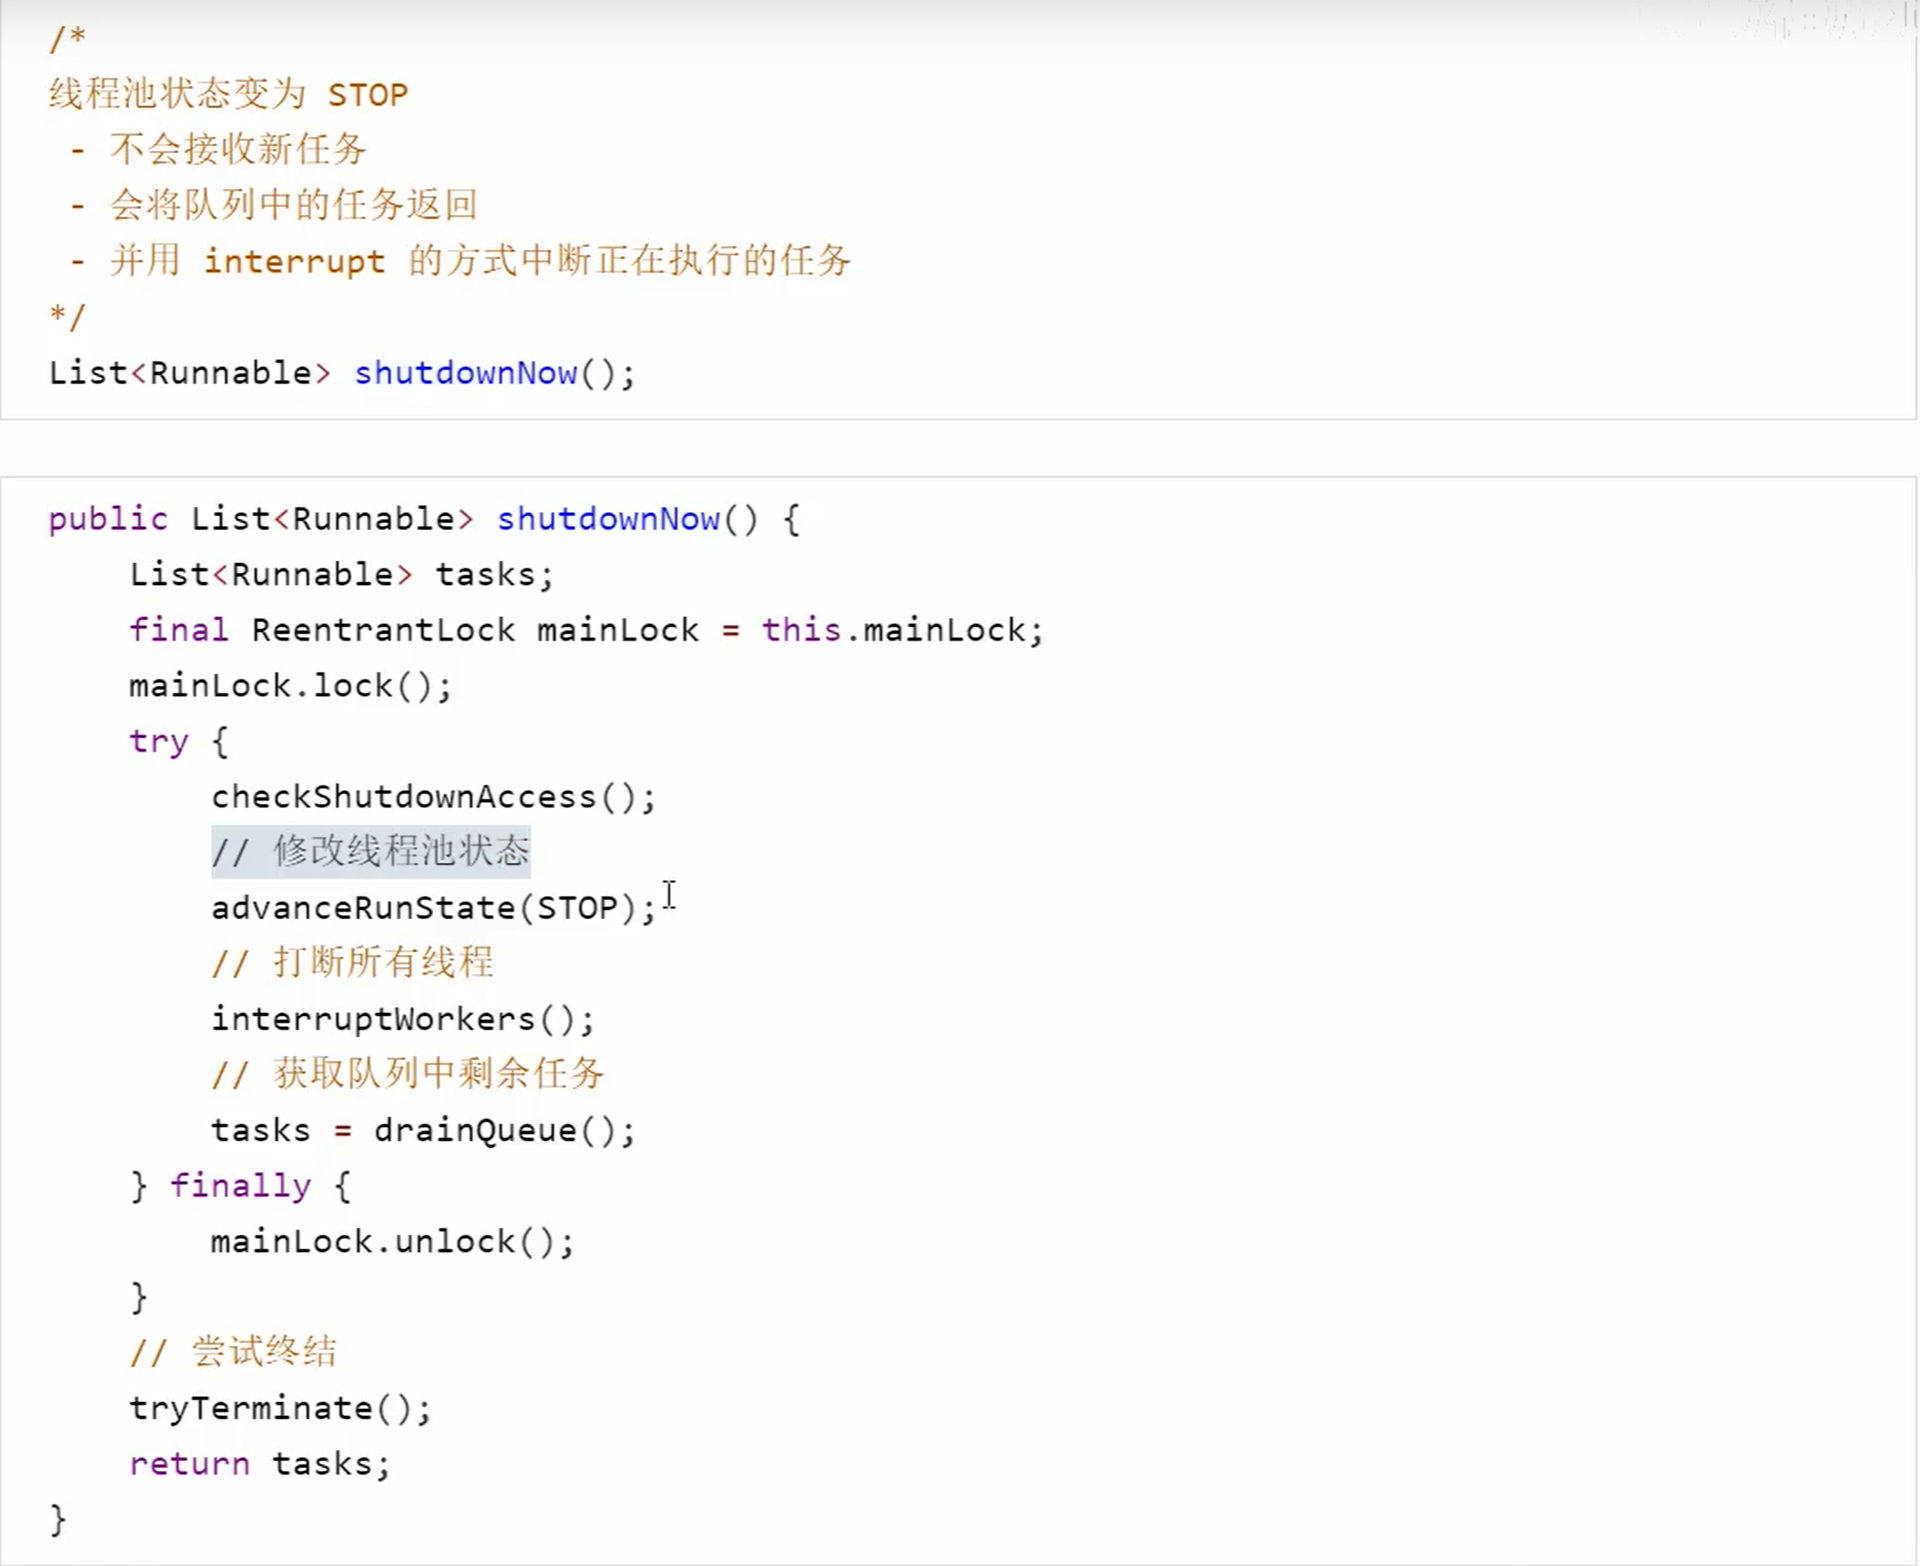 /*
线程池状态变为 STOP
- 不会接收新任务
- 会将队列中的任务返回
- 并用 interrupt 的方式中断正在执行的任务
*/
List<Runnable> shutdownNow();
public List<Runnable> shutdownNow() {
List<Runnable> tasks;
final ReentrantLock mainLock = this.mainLock;
mainLock.lock();
try {
checkShutdownAccess();
// 修改线程池状态
advanceRunState(STOP);
// 打断所有线程
interruptWorkers();
// 获取队列中剩余任务
tasks = drainQueue();
} finally {
mainLock.unlock();
}
// 尝试终结
tryTerminate();
return tasks;
}